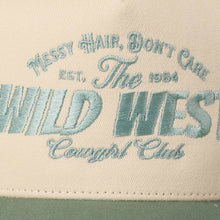 Messy Hair, Don't Care
EST. The 1984
WILD WEST
Cowgirl Club